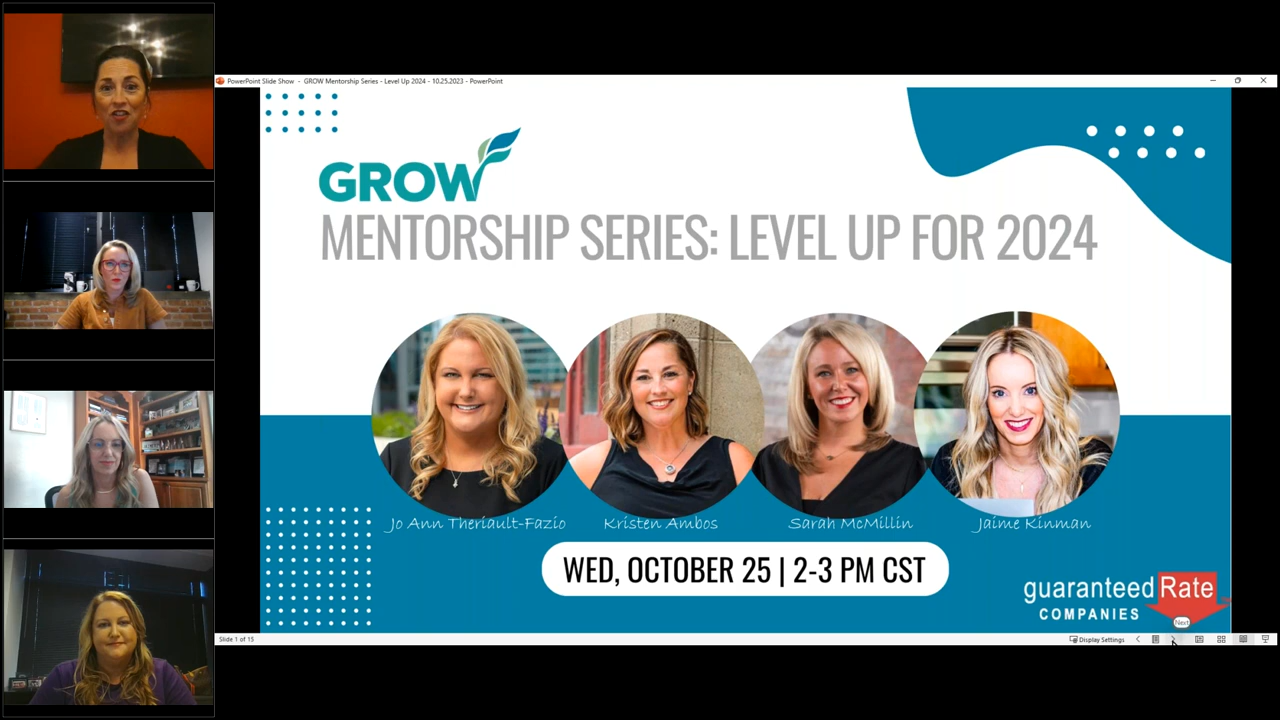 PowerPoint Slide Show - GROW Mentorship Series - Level Up 2024 - 10.25.2023 - PowerPoint
GROW
MENTORSHIP SERIES: LEVEL UP FOR 2024
Jo Ann Theriault-Fazio
Kristen Ambos
Sarah McMillin
Jaime Kinman
WED, OCTOBER 25 | 2-3 PM CST
guaranteed Rate
COMPANIES
Next
Slide 1 of 15
Display Settings